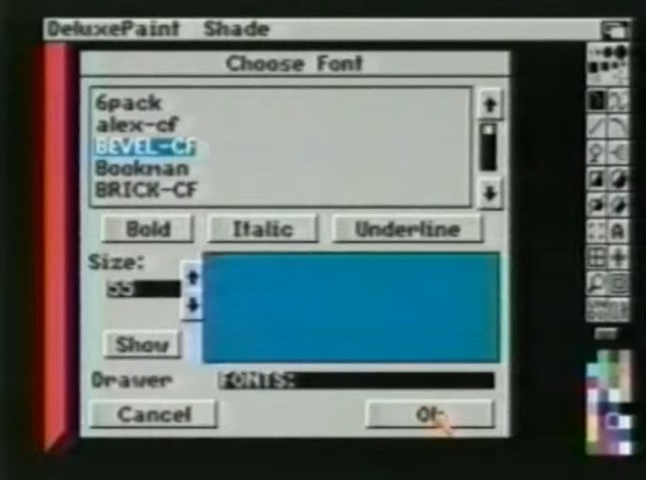 DeluxePaint Shade
Choose Font
6pack
alex-cf
BEVEL-CF
Bookman
BRICK-CF
Bold Italic Underline
Size:
55
Show
Drawer FONTS:
Cancel Ok
A